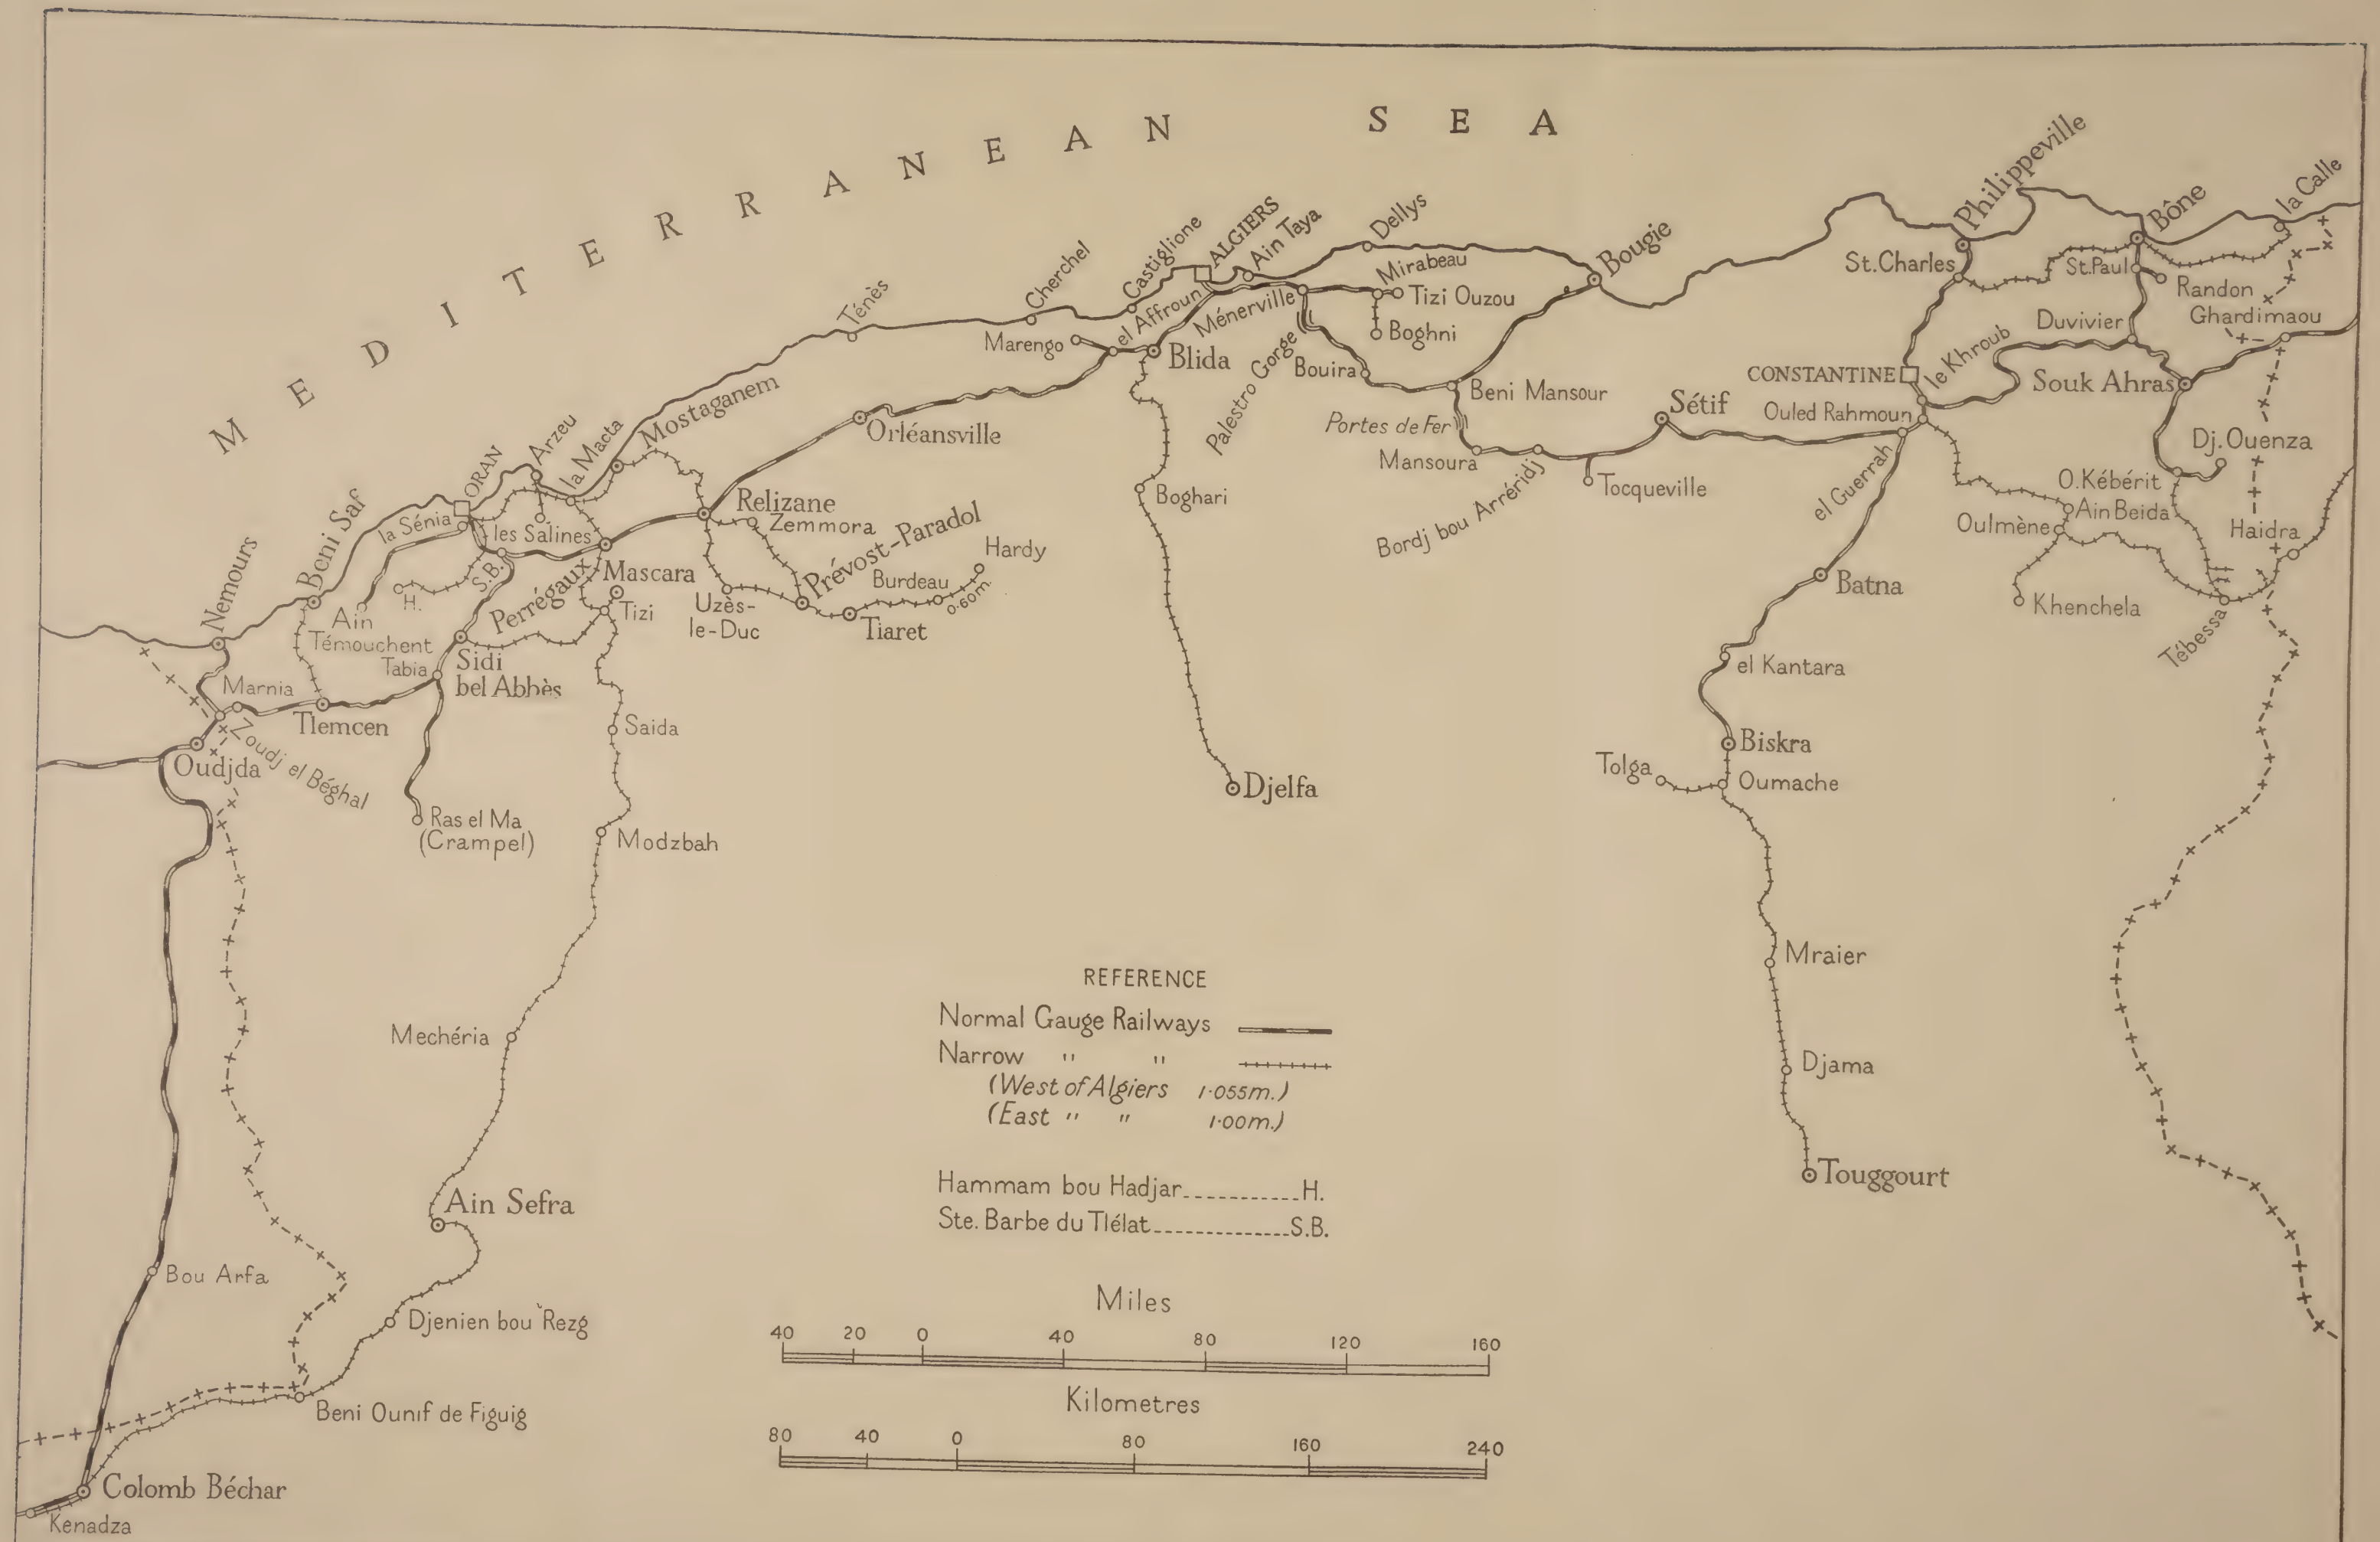 MEDITERRANEAN SEA
Nemours
Beni Saf
ORAN
Arzeu
la Macta
Mostaganem
Ténès
Cherchel
Castiglione
ALGIERS
Ain Taya
Dellys
Bougie
Philippeville
Bône
la Calle
St. Charles
St. Paul
Randon
Ghardimaou
Duvivier
Souk Ahras
le Khroub
CONSTANTINE
Ouled Rahmoun
el Guerrah
Sétif
Tocqueville
Bordj bou Arréridj
Mansoura
Portes de Fer
Beni Mansour
Bouira
Palestro Gorge
Ménerville
Mirabeau
Tizi Ouzou
Boghni
el Affroun
Marengo
Blida
Orléansville
Boghari
Djelfa
Relizane
Zemmora
Prévost-Paradol
Hardy
Burdeau
0·60m.
Tiaret
Uzès-
le-Duc
la Sénia
les Salines
S.B.
H.
Perrégaux
Mascara
Tizi
Ain
Témouchent
Tabia
Sidi
bel Abbès
Marnia
Tlemcen
Zoudj el Béghal
Oudjda
Ras el Ma
(Crampel)
Saida
Modzbah
Mechéria
Ain Sefra
Bou Arfa
Djenien bou Rezg
Beni Ounif de Figuig
Colomb Béchar
Kenadza
Dj. Ouenza
O. Kébérit
Ain Beida
Oulmène
Haidra
Khenchela
Tébessa
Batna
el Kantara
Biskra
Tolga
Oumache
Mraier
Djama
Touggourt
REFERENCE
Normal Gauge Railways
Narrow " "
(West of Algiers 1·055m.)
(East " " 1·00m.)
Hammam bou Hadjar-----------H.
Ste. Barbe du Tlélat-------------S.B.
Miles
40 20 0 40 80 120 160
Kilometres
80 40 0 80 160 240